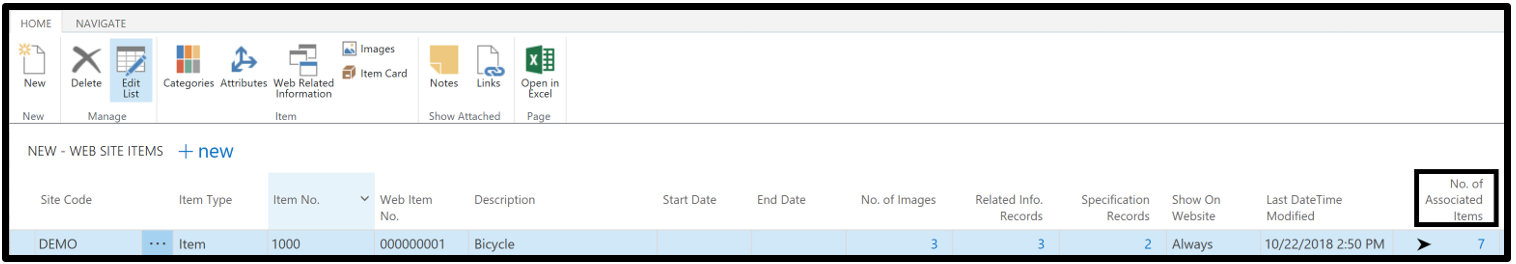 HOME NAVIGATE
New Delete Edit List Categories Attributes Web Related Information Images Item Card Notes Links Open in Excel
New Manage Item Show Attached Page
NEW - WEB SITE ITEMS + new
Site Code Item Type Item No. Web Item No. Description Start Date End Date No. of Images Related Info. Records Specification Records Show On Website Last DateTime Modified No. of Associated Items
DEMO ... Item 1000 000000001 Bicycle 3 3 2 Always 10/22/2018 2:50 PM 7